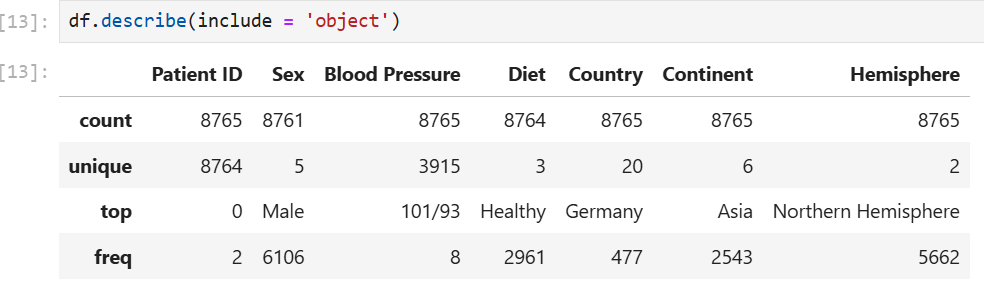 [13]: df.describe(include = 'object')
[13]: Patient ID Sex Blood Pressure Diet Country Continent Hemisphere
count 8765 8761 8765 8764 8765 8765 8765
unique 8764 5 3915 3 20 6 2
top 0 Male 101/93 Healthy Germany Asia Northern Hemisphere
freq 2 6106 8 2961 477 2543 5662